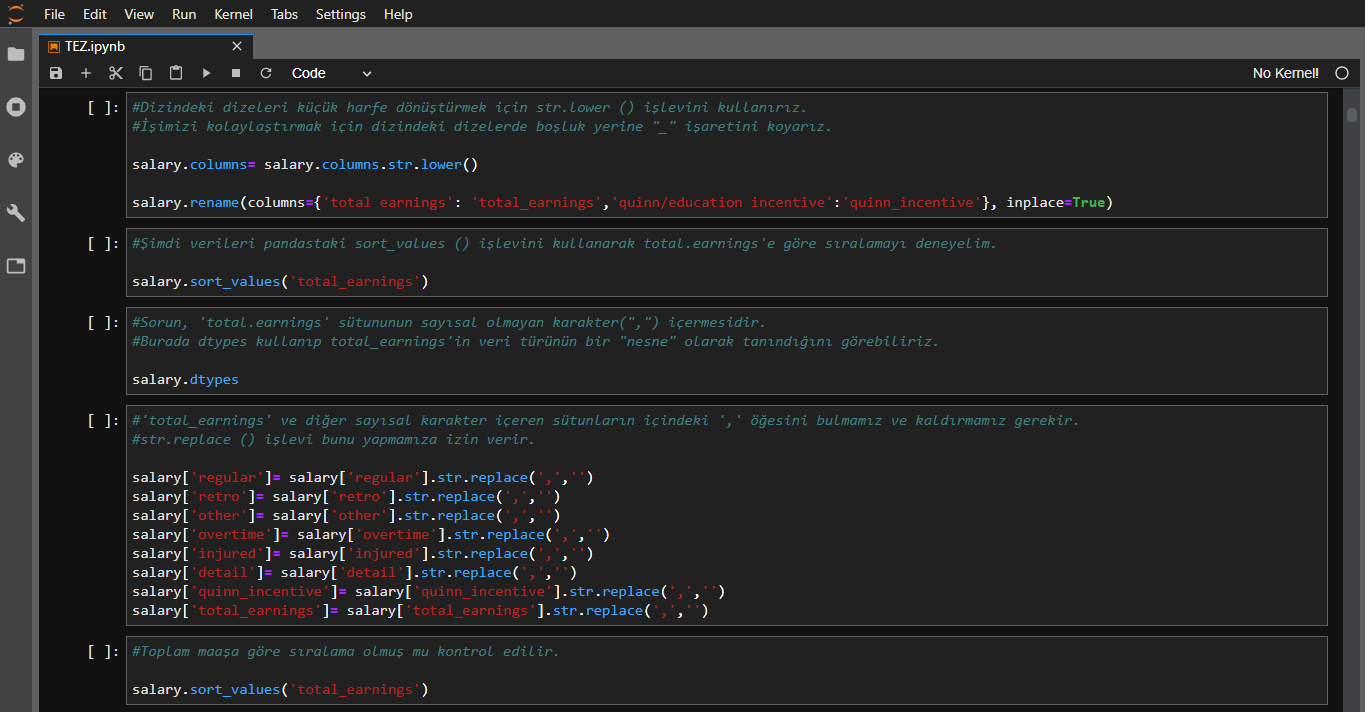 File Edit View Run Kernel Tabs Settings Help
TEZ.ipynb
Code No Kernel!
[ ]: #Dizindeki dizeleri küçük harfe dönüştürmek için str.lower () işlevini kullanırız.
#İşimizi kolaylaştırmak için dizindeki dizelerde boşluk yerine "_" işaretini koyarız.
salary.columns= salary.columns.str.lower()
salary.rename(columns={'total earnings': 'total_earnings','quinn/education incentive':'quinn_incentive'}, inplace=True)
[ ]: #Şimdi verileri pandastaki sort_values () işlevini kullanarak total.earnings'e göre sıralamayı deneyelim.
salary.sort_values('total_earnings')
[ ]: #Sorun, 'total.earnings' sütununun sayısal olmayan karakter(",") içermesidir.
#Burada dtypes kullanıp total_earnings'in veri türünün bir "nesne" olarak tanındığını görebiliriz.
salary.dtypes
[ ]: #'total_earnings' ve diğer sayısal karakter içeren sütunların içindeki ',' öğesini bulmamız ve kaldırmamız gerekir.
#str.replace () işlevi bunu yapmamıza izin verir.
salary['regular']= salary['regular'].str.replace(',','')
salary['retro']= salary['retro'].str.replace(',','')
salary['other']= salary['other'].str.replace(',','')
salary['overtime']= salary['overtime'].str.replace(',','')
salary['injured']= salary['injured'].str.replace(',','')
salary['detail']= salary['detail'].str.replace(',','')
salary['quinn_incentive']= salary['quinn_incentive'].str.replace(',','')
salary['total_earnings']= salary['total_earnings'].str.replace(',','')
[ ]: #Toplam maaşa göre sıralama olmuş mu kontrol edilir.
salary.sort_values('total_earnings')